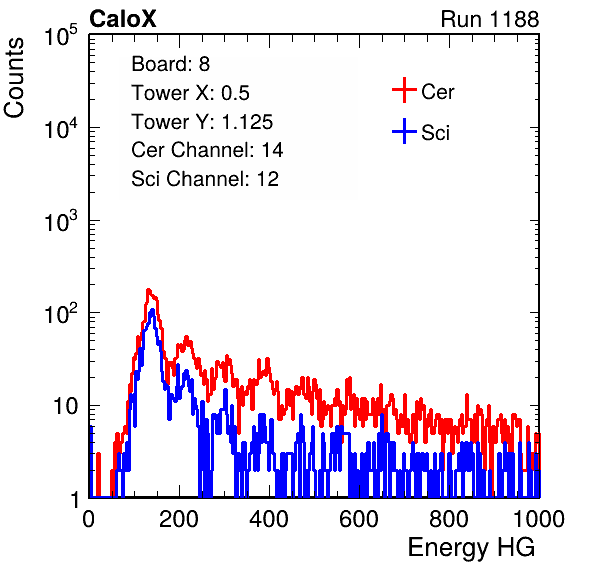 CaloX Run 1188
Counts
10^5
10^4
10^3
10^2
10
1
Board: 8
Tower X: 0.5
Tower Y: 1.125
Cer Channel: 14
Sci Channel: 12
Cer
Sci
0 200 400 600 800 1000
Energy HG